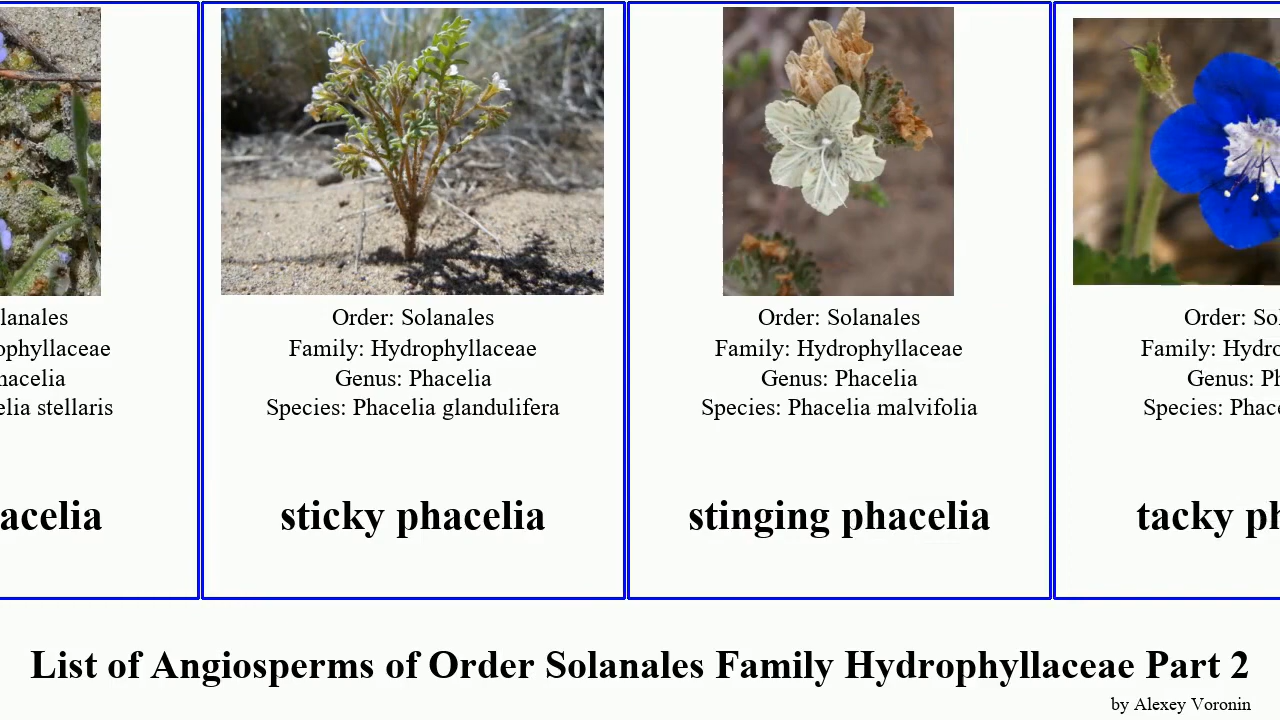 lanales
ophyllaceae
hacelia
elia stellaris
acelia
Order: Solanales
Family: Hydrophyllaceae
Genus: Phacelia
Species: Phacelia glandulifera
sticky phacelia
Order: Solanales
Family: Hydrophyllaceae
Genus: Phacelia
Species: Phacelia malvifolia
stinging phacelia
Order: So
Family: Hydro
Genus: Ph
Species: Phace
tacky ph
List of Angiosperms of Order Solanales Family Hydrophyllaceae Part 2
by Alexey Voronin